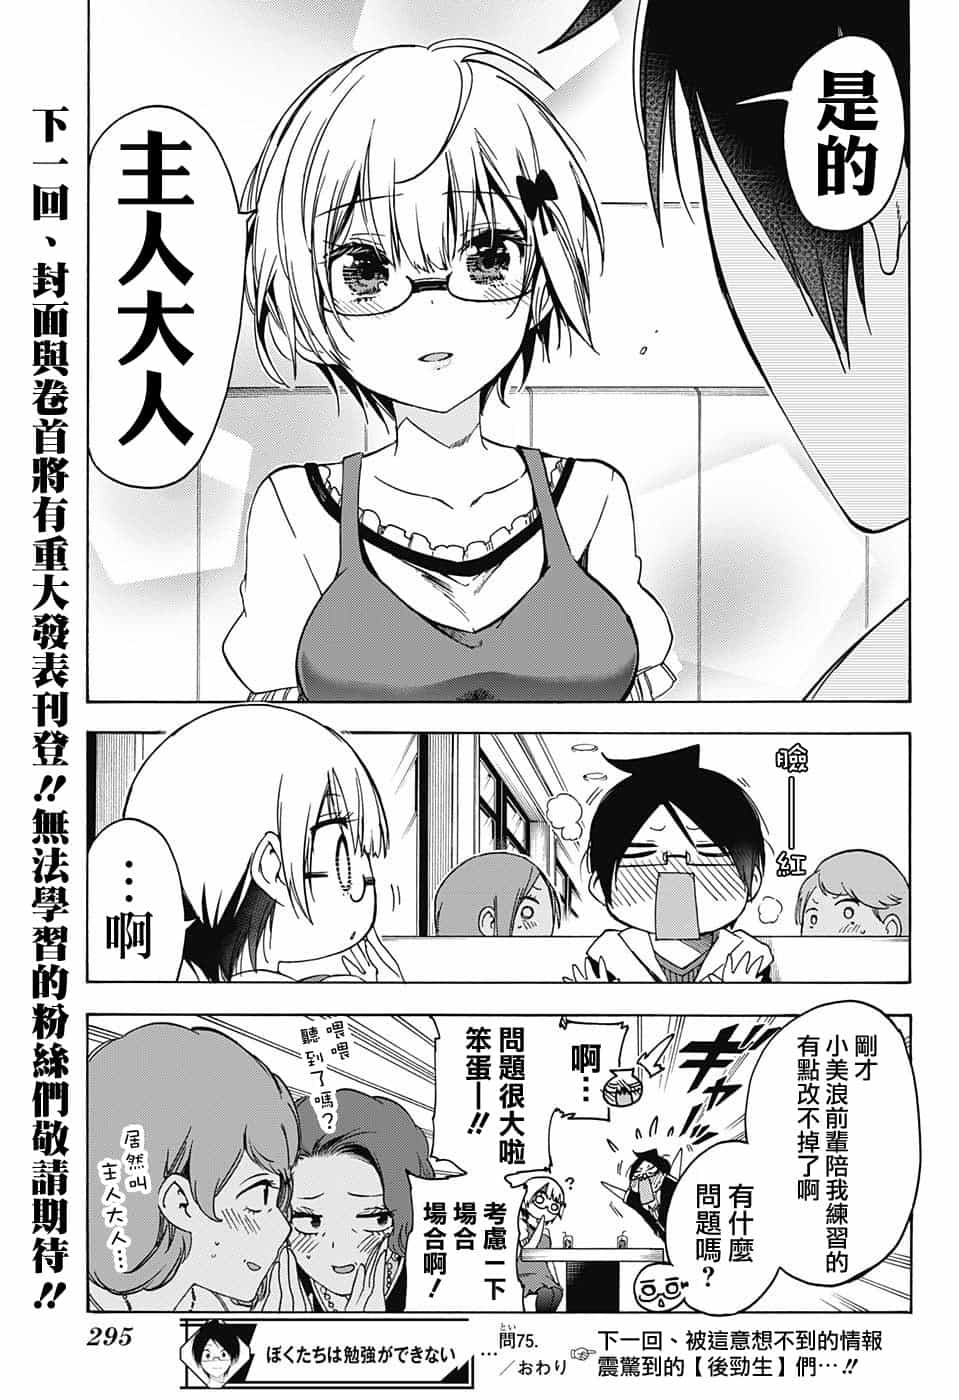 是的
主人大人
臉——紅
…啊
剛才
小美浪前輩陪我練習的
有點改不掉了啊
有什麼
問題嗎?
ギャー
啊…
問題很大啦
笨蛋—!!
考慮一下
場合
場合啊!
?
喂喂
聽到了嗎?
居然叫
主人大人…
下一回、封面與卷首將有重大發表刊登!!無法學習的粉絲們敬請期待!!
295
ぼくたちは勉強ができない
…
とい
問75.
/おわり
☞下一回、被這意想不到的情報
震驚到的【後勁生】們…!!